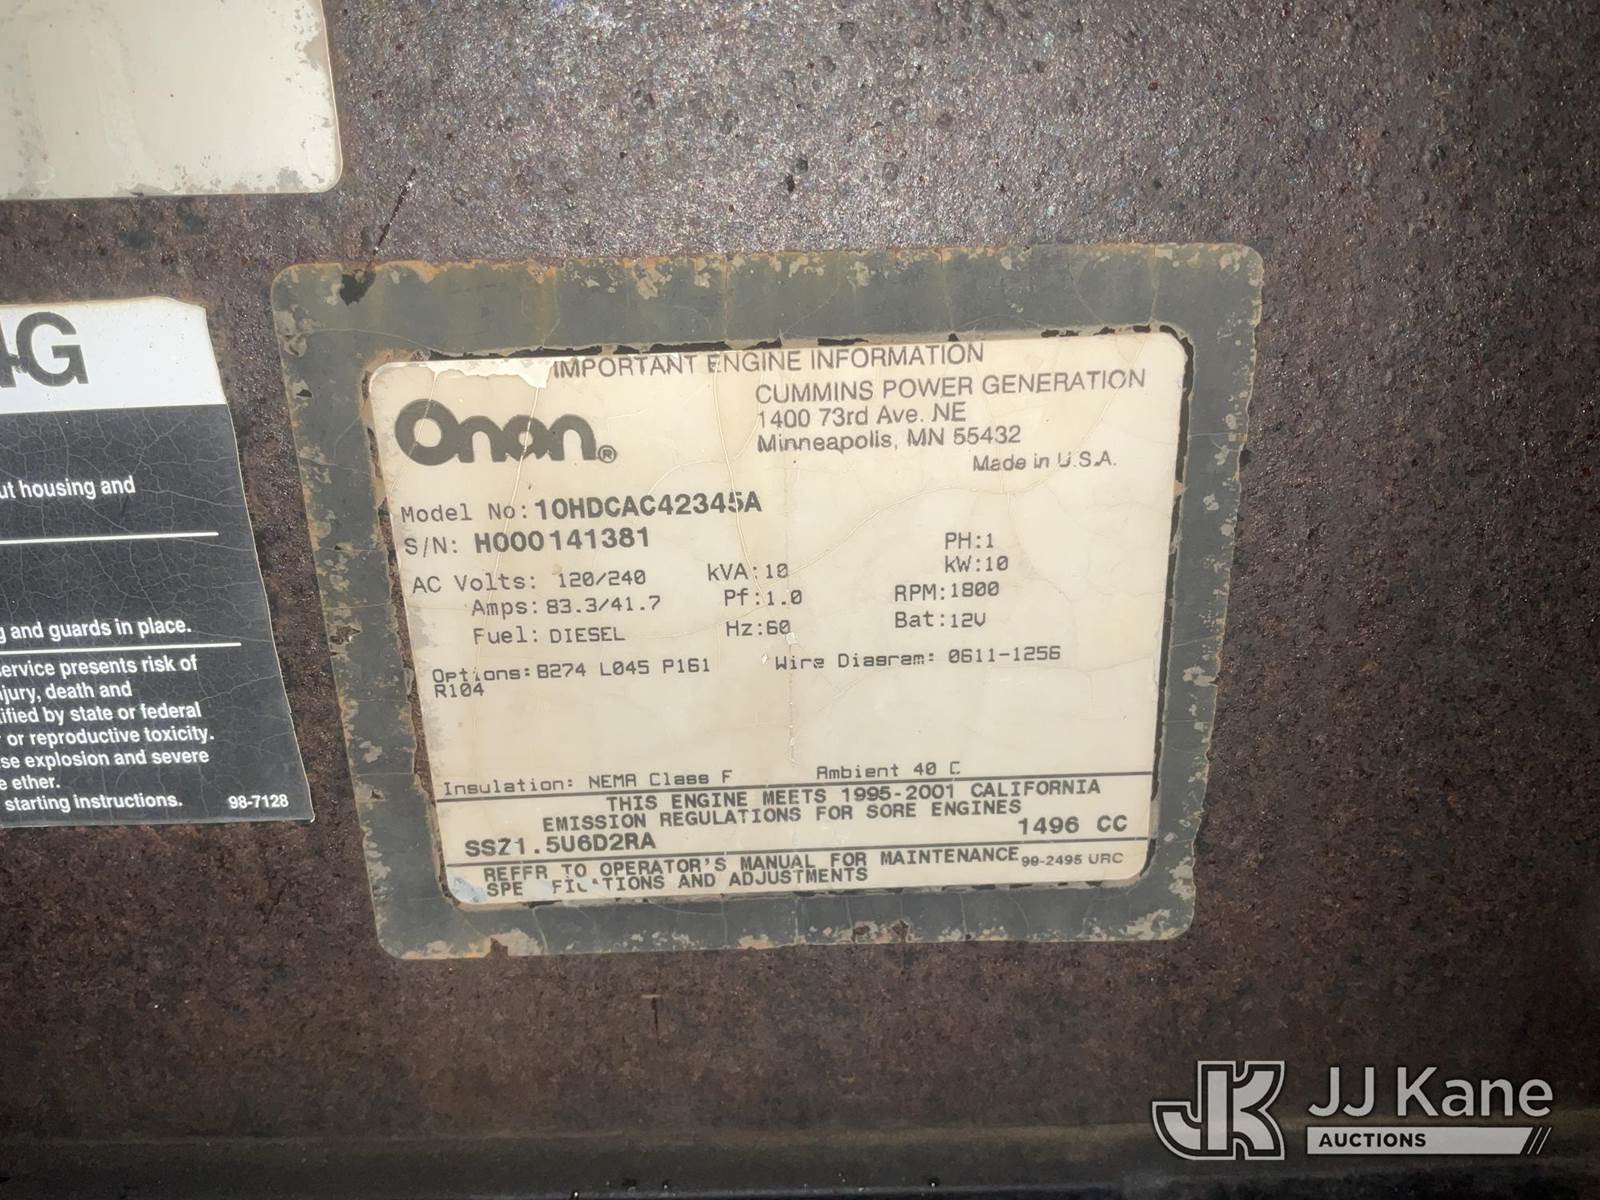 4G
ut housing and
g and guards in place.
service presents risk of
injury, death and
tified by state or federal
or reproductive toxicity.
se explosion and severe
e ether.
starting instructions. 98-7128
IMPORTANT ENGINE INFORMATION
Onan®
CUMMINS POWER GENERATION
1400 73rd Ave. NE
Minneapolis, MN 55432
Made in U.S.A.
Model No: 10HDCAC42345A
S/N: H000141381
PH:1
AC Volts: 120/240 kVA:10 kW:10
Amps: 83.3/41.7 Pf:1.0 RPM:1800
Fuel: DIESEL Hz:60 Bat:12V
Options: B274 L045 P161 Wire Diagram: 0611-1256
R104
Insulation: NEMA Class F Ambient 40 C
THIS ENGINE MEETS 1995-2001 CALIFORNIA
EMISSION REGULATIONS FOR SORE ENGINES
SSZ1.5U6D2RA 1496 CC
REFER TO OPERATOR'S MANUAL FOR MAINTENANCE 98-2495 URC
SPECIFICATIONS AND ADJUSTMENTS
JK JJ Kane
AUCTIONS